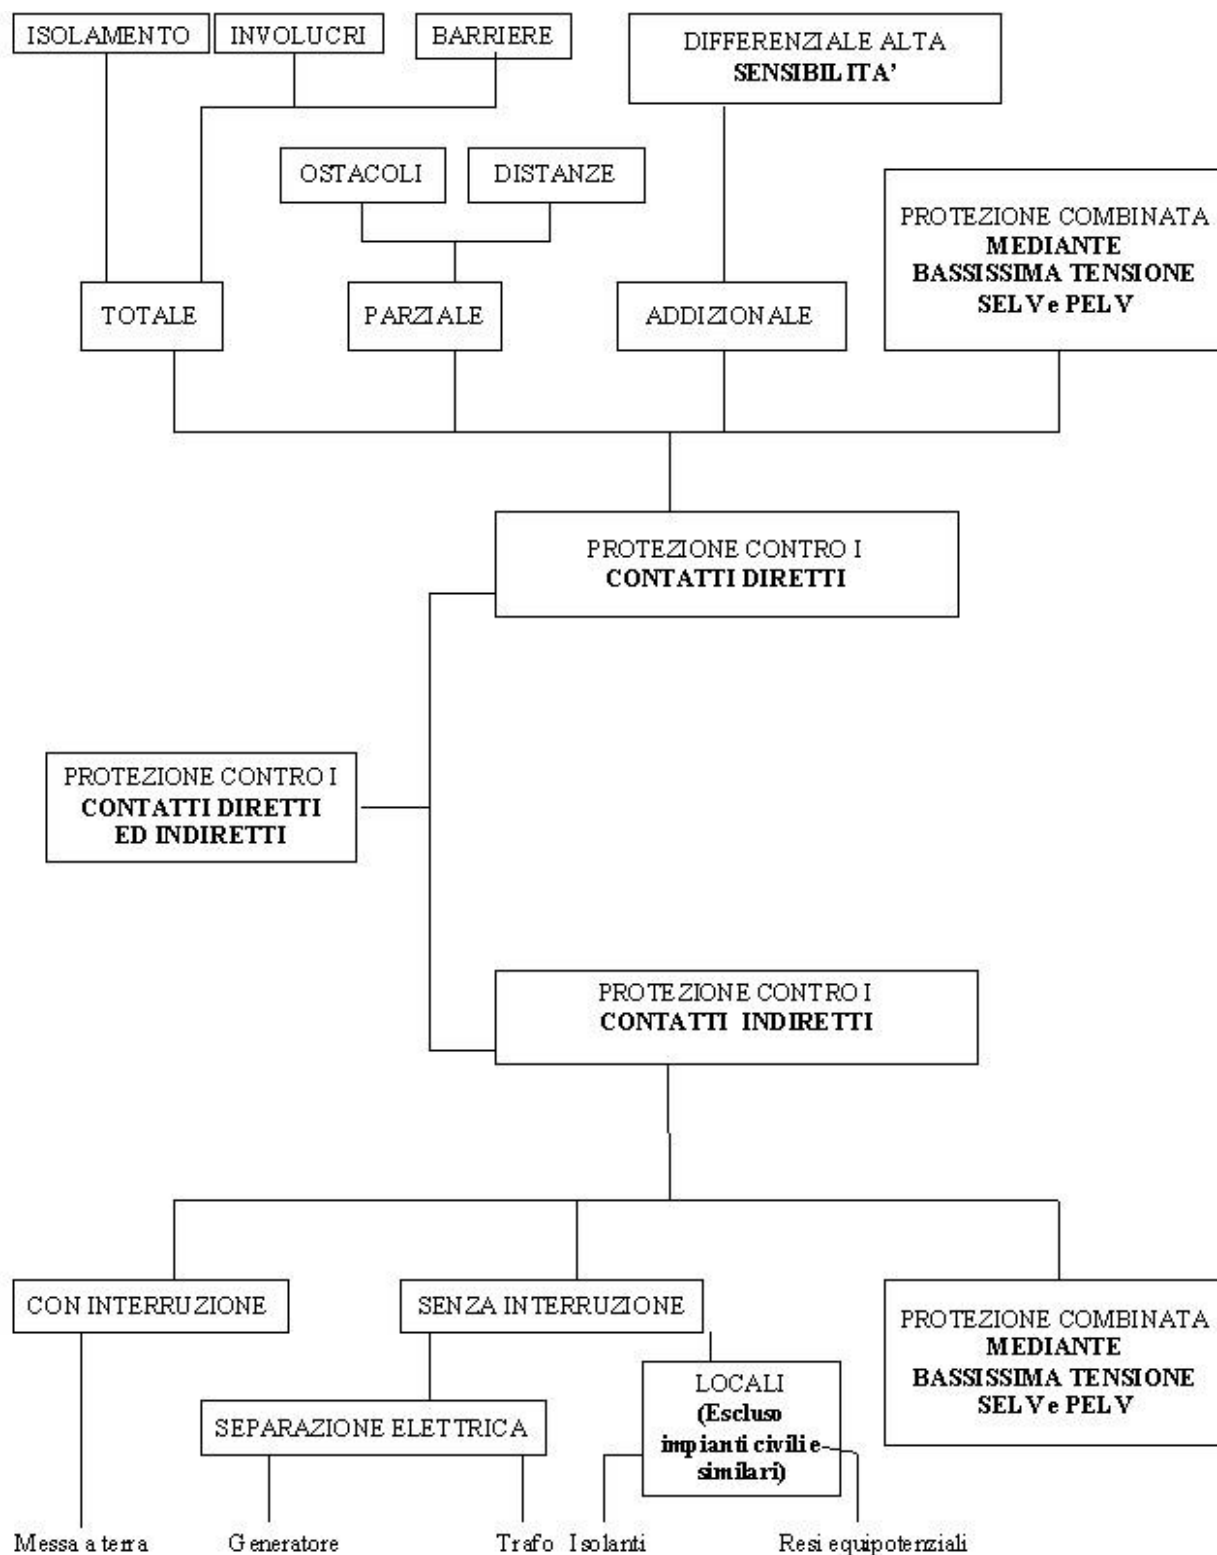 ISOLAMENTO
INVOLUCRI
BARRIERE
DIFFERENZIALE ALTA
SENSIBILITA'
OSTACOLI
DISTANZE
PROTEZIONE COMBINATA
MEDIANTE
BASSISSIMA TENSIONE
SELV e PELV
TOTALE
PARZIALE
ADDIZIONALE
PROTEZIONE CONTRO I
CONTATTI DIRETTI
PROTEZIONE CONTRO I
CONTATTI DIRETTI
ED INDIRETTI
PROTEZIONE CONTRO I
CONTATTI INDIRETTI
CON INTERRUZIONE
SENZA INTERRUZIONE
PROTEZIONE COMBINATA
MEDIANTE
BASSISSIMA TENSIONE
SELV e PELV
LOCALI
(Escluso
impianti civili e
similari)
SEPARAZIONE ELETTRICA
Messa a terra
Generatore
Trafo
Isolanti
Resi equipotenziali